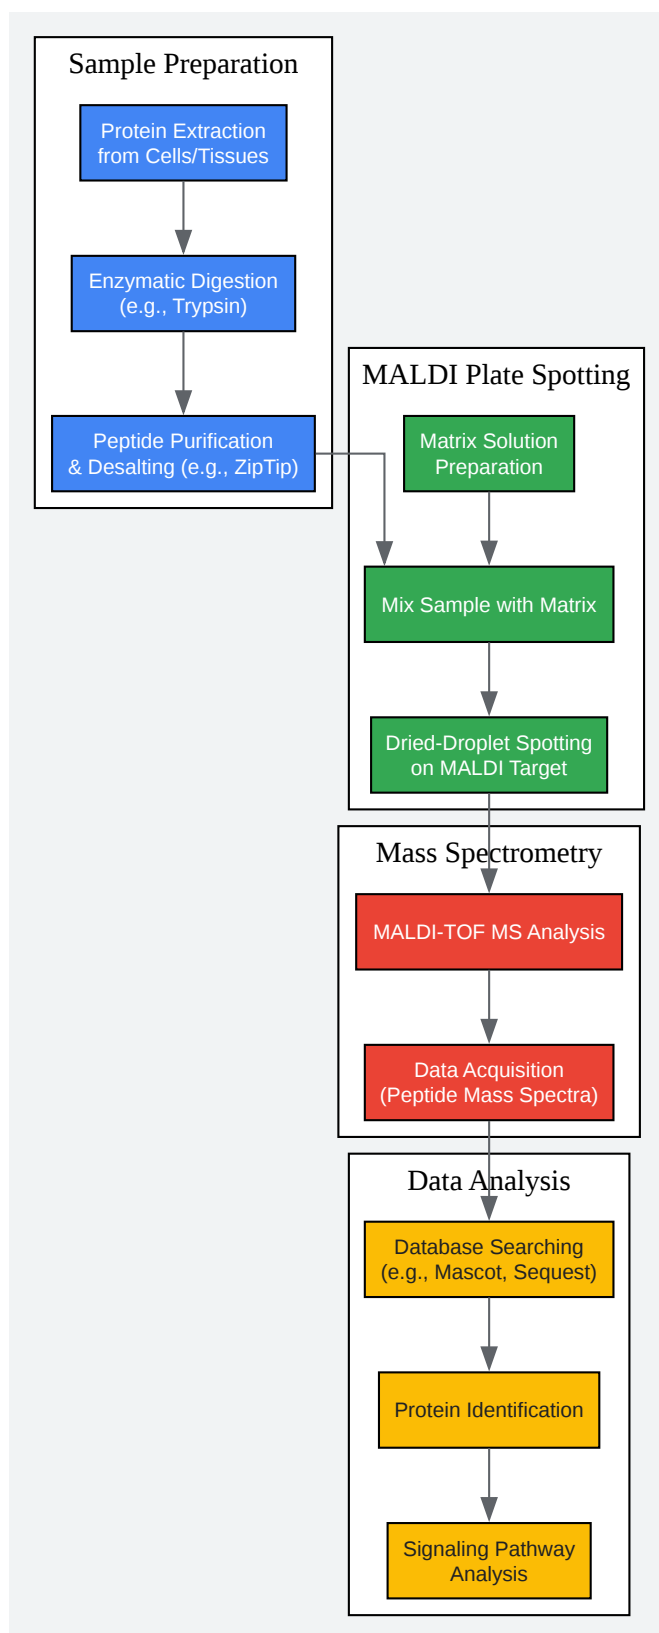 Sample Preparation
Protein Extraction
from Cells/Tissues
Enzymatic Digestion
(e.g., Trypsin)
Peptide Purification
& Desalting (e.g., ZipTip)
MALDI Plate Spotting
Matrix Solution
Preparation
Mix Sample with Matrix
Dried-Droplet Spotting
on MALDI Target
Mass Spectrometry
MALDI-TOF MS Analysis
Data Acquisition
(Peptide Mass Spectra)
Data Analysis
Database Searching
(e.g., Mascot, Sequest)
Protein Identification
Signaling Pathway
Analysis